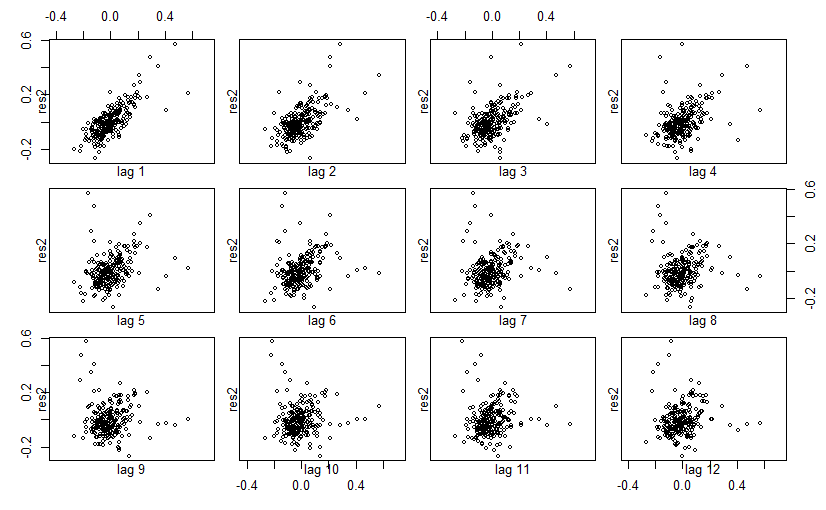 -0.4 0.0 0.4 -0.4 0.0 0.4
-0.2 0.2 0.6 res2 res2 res2 res2
lag 1 lag 2 lag 3 lag 4
res2 res2 res2 res2 -0.2 0.2 0.6
lag 5 lag 6 lag 7 lag 8
-0.2 0.2 0.6 res2 res2 res2 res2
lag 9 lag 10 lag 11 lag 12
-0.4 0.0 0.4 -0.4 0.0 0.4